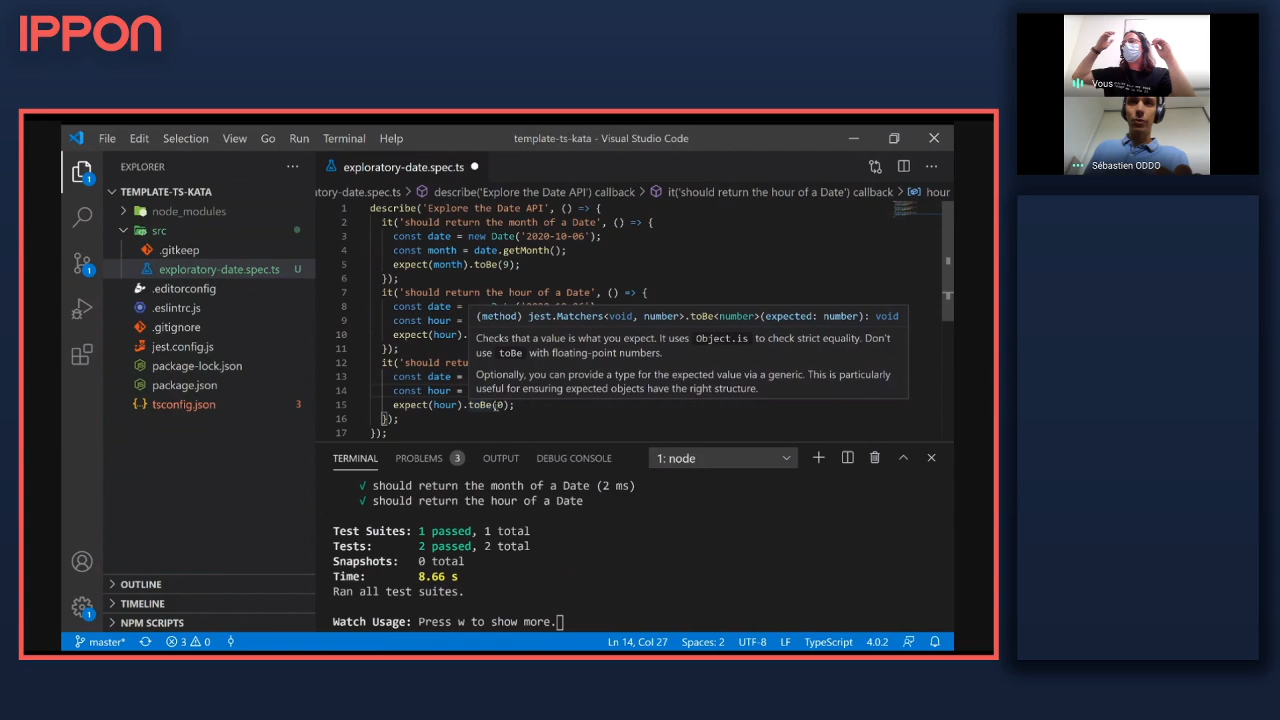 IPPON
File Edit Selection View Go Run Terminal Help
template-ts-kata - Visual Studio Code
EXPLORER
TEMPLATE-TS-KATA
node_modules
src
.gitkeep
exploratory-date.spec.ts U
.editorconfig
.eslintrc.js
.gitignore
jest.config.js
package-lock.json
package.json
tsconfig.json 3
OUTLINE
TIMELINE
NPM SCRIPTS
exploratory-date.spec.ts
atory-date.spec.ts > describe('Explore the Date API') callback > it('should return the hour of a Date') callback > hour
1 describe('Explore the Date API', () => {
2 it('should return the month of a Date', () => {
3 const date = new Date('2020-10-06');
4 const month = date.getMonth();
5 expect(month).toBe(9);
6 });
7 it('should return the hour of a Date', () => {
8 const date =
9 const hour =
10 expect(hour).
11 });
12 it('should retu
13 const date =
14 const hour =
15 expect(hour).toBe(0);
16 });
17 });
(method) jest.Matchers<void, number>.toBe<number>(expected: number): void
Checks that a value is what you expect. It uses Object.is to check strict equality. Don't
use toBe with floating-point numbers.
Optionally, you can provide a type for the expected value via a generic. This is particularly
useful for ensuring expected objects have the right structure.
TERMINAL PROBLEMS 3 OUTPUT DEBUG CONSOLE 1: node
√ should return the month of a Date (2 ms)
√ should return the hour of a Date
Test Suites: 1 passed, 1 total
Tests: 2 passed, 2 total
Snapshots: 0 total
Time: 8.66 s
Ran all test suites.
Watch Usage: Press w to show more.
master* 3 0 Ln 14, Col 27 Spaces: 2 UTF-8 LF TypeScript 4.0.2
Vous
Sébastien ODDO